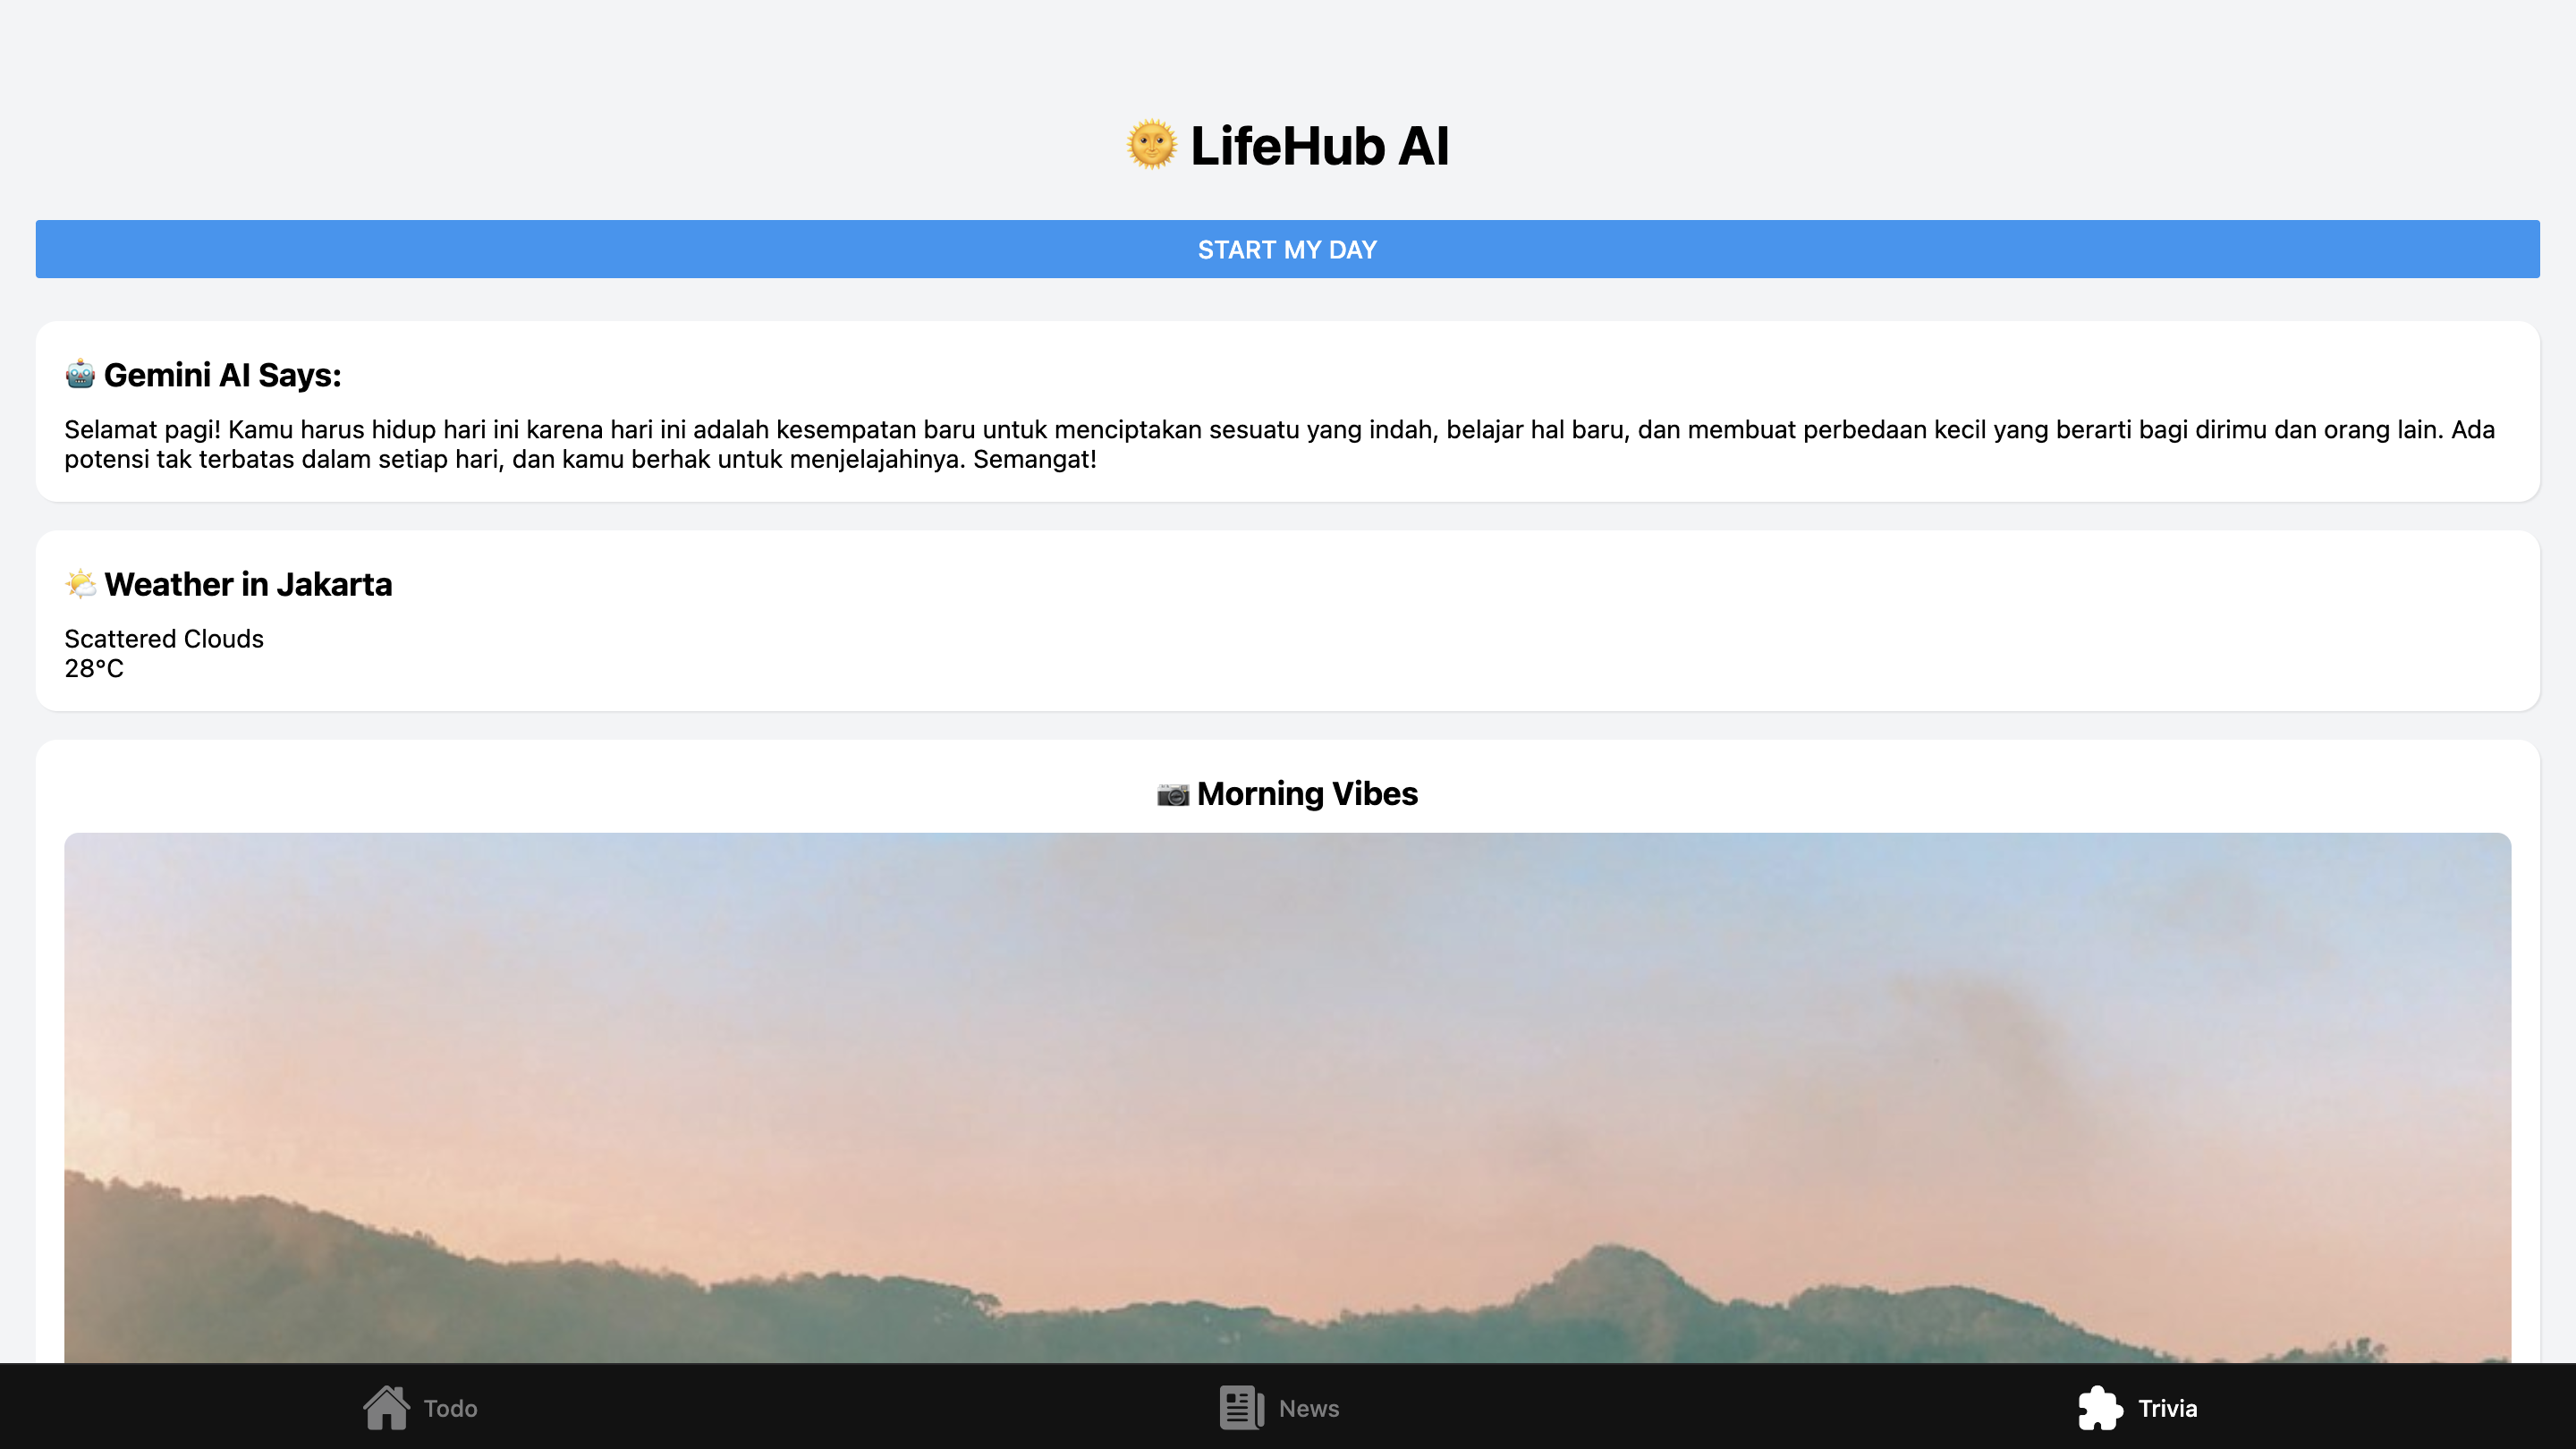 🌞 LifeHub AI
START MY DAY
🤖 Gemini AI Says:
Selamat pagi! Kamu harus hidup hari ini karena hari ini adalah kesempatan baru untuk menciptakan sesuatu yang indah, belajar hal baru, dan membuat perbedaan kecil yang berarti bagi dirimu dan orang lain. Ada
potensi tak terbatas dalam setiap hari, dan kamu berhak untuk menjelajahinya. Semangat!
🌤️ Weather in Jakarta
Scattered Clouds
28°C
📷 Morning Vibes
Todo
News
Trivia